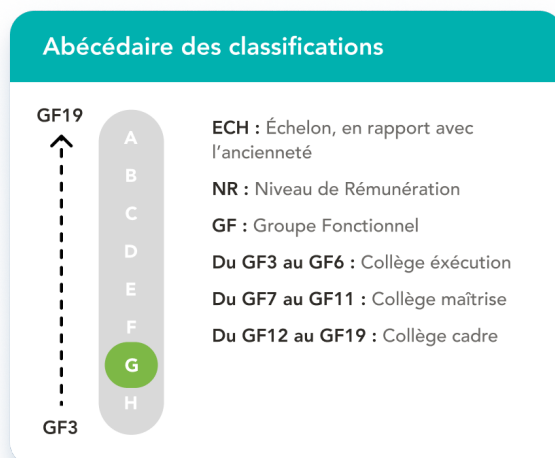 Abécédaire des classifications
GF19
A
B
C
D
E
F
G
H
GF3
ECH : Échelon, en rapport avec
l’ancienneté
NR : Niveau de Rémunération
GF : Groupe Fonctionnel
Du GF3 au GF6 : Collège éxécution
Du GF7 au GF11 : Collège maîtrise
Du GF12 au GF19 : Collège cadre